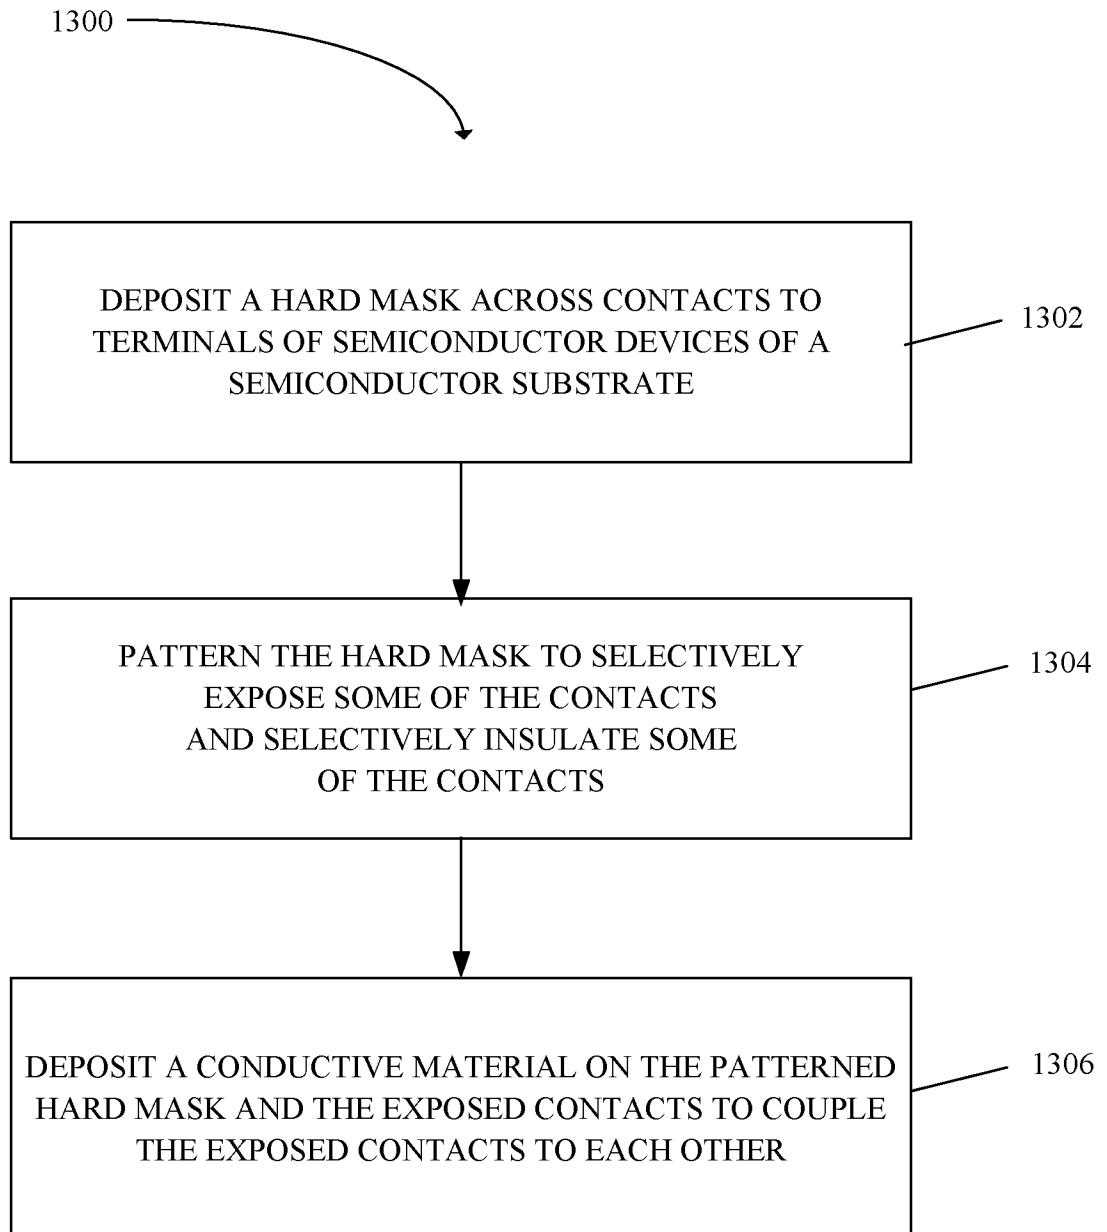 1300
DEPOSIT A HARD MASK ACROSS CONTACTS TO
TERMINALS OF SEMICONDUCTOR DEVICES OF A
SEMICONDUCTOR SUBSTRATE
1302
PATTERN THE HARD MASK TO SELECTIVELY
EXPOSE SOME OF THE CONTACTS
AND SELECTIVELY INSULATE SOME
OF THE CONTACTS
1304
DEPOSIT A CONDUCTIVE MATERIAL ON THE PATTERNED
HARD MASK AND THE EXPOSED CONTACTS TO COUPLE
THE EXPOSED CONTACTS TO EACH OTHER
1306